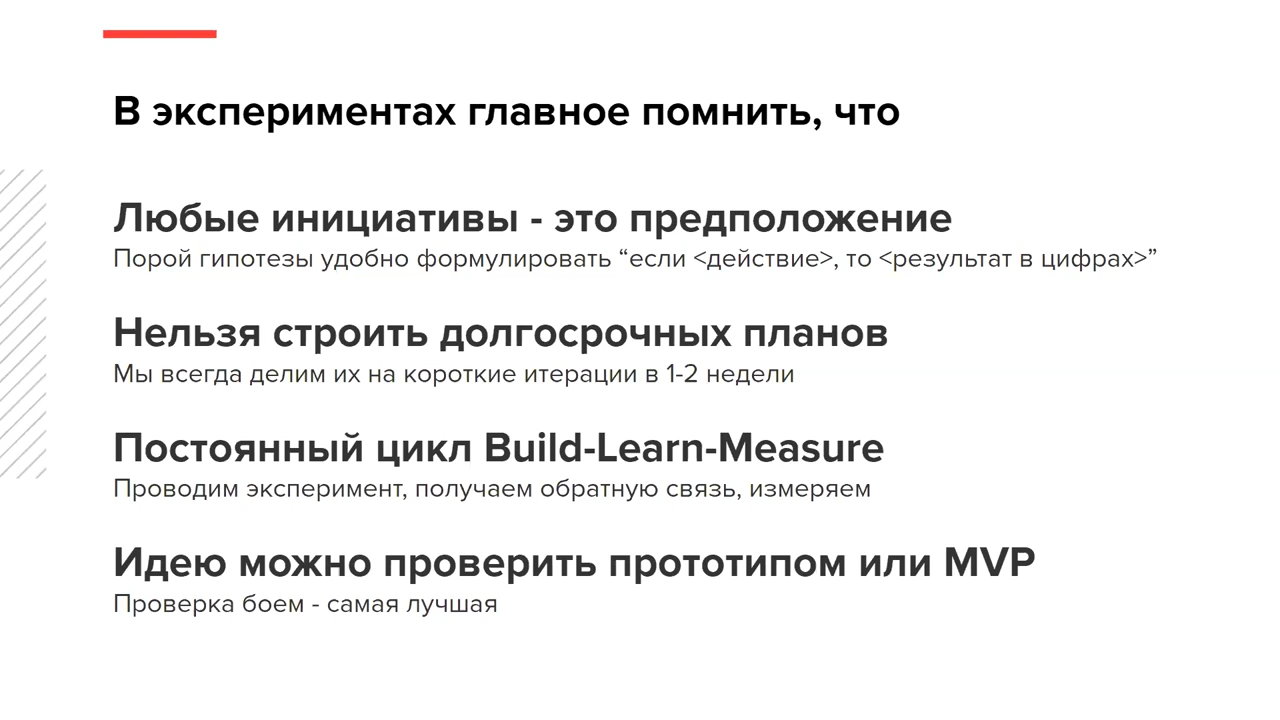 В экспериментах главное помнить, что
Любые инициативы - это предположение
Порой гипотезы удобно формулировать “если <действие>, то <результат в цифрах>”
Нельзя строить долгосрочных планов
Мы всегда делим их на короткие итерации в 1-2 недели
Постоянный цикл Build-Learn-Measure
Проводим эксперимент, получаем обратную связь, измеряем
Идею можно проверить прототипом или MVP
Проверка боем - самая лучшая